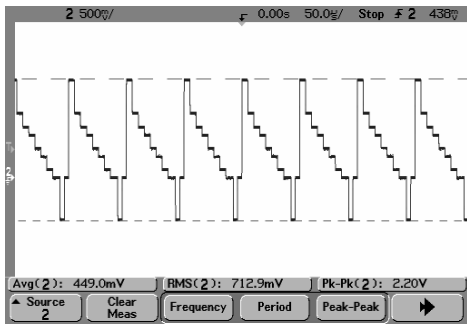 2 500mV/ 0.00s 50.0µs/ Stop 2 438mV
2
Avg(2): 449.0mV RMS(2): 712.9mV Pk-Pk(2): 2.20V
Source 2 Clear Meas Frequency Period Peak-Peak